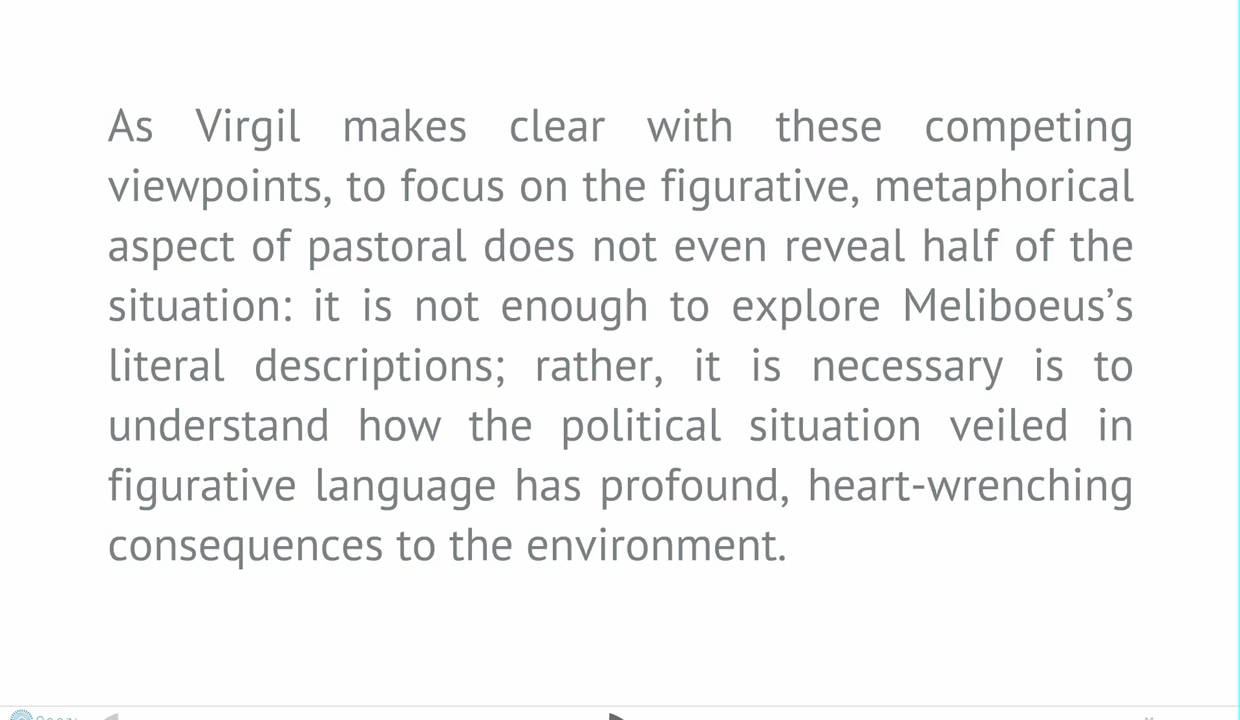 As Virgil makes clear with these competing
viewpoints, to focus on the figurative, metaphorical
aspect of pastoral does not even reveal half of the
situation: it is not enough to explore Meliboeus’s
literal descriptions; rather, it is necessary is to
understand how the political situation veiled in
figurative language has profound, heart-wrenching
consequences to the environment.